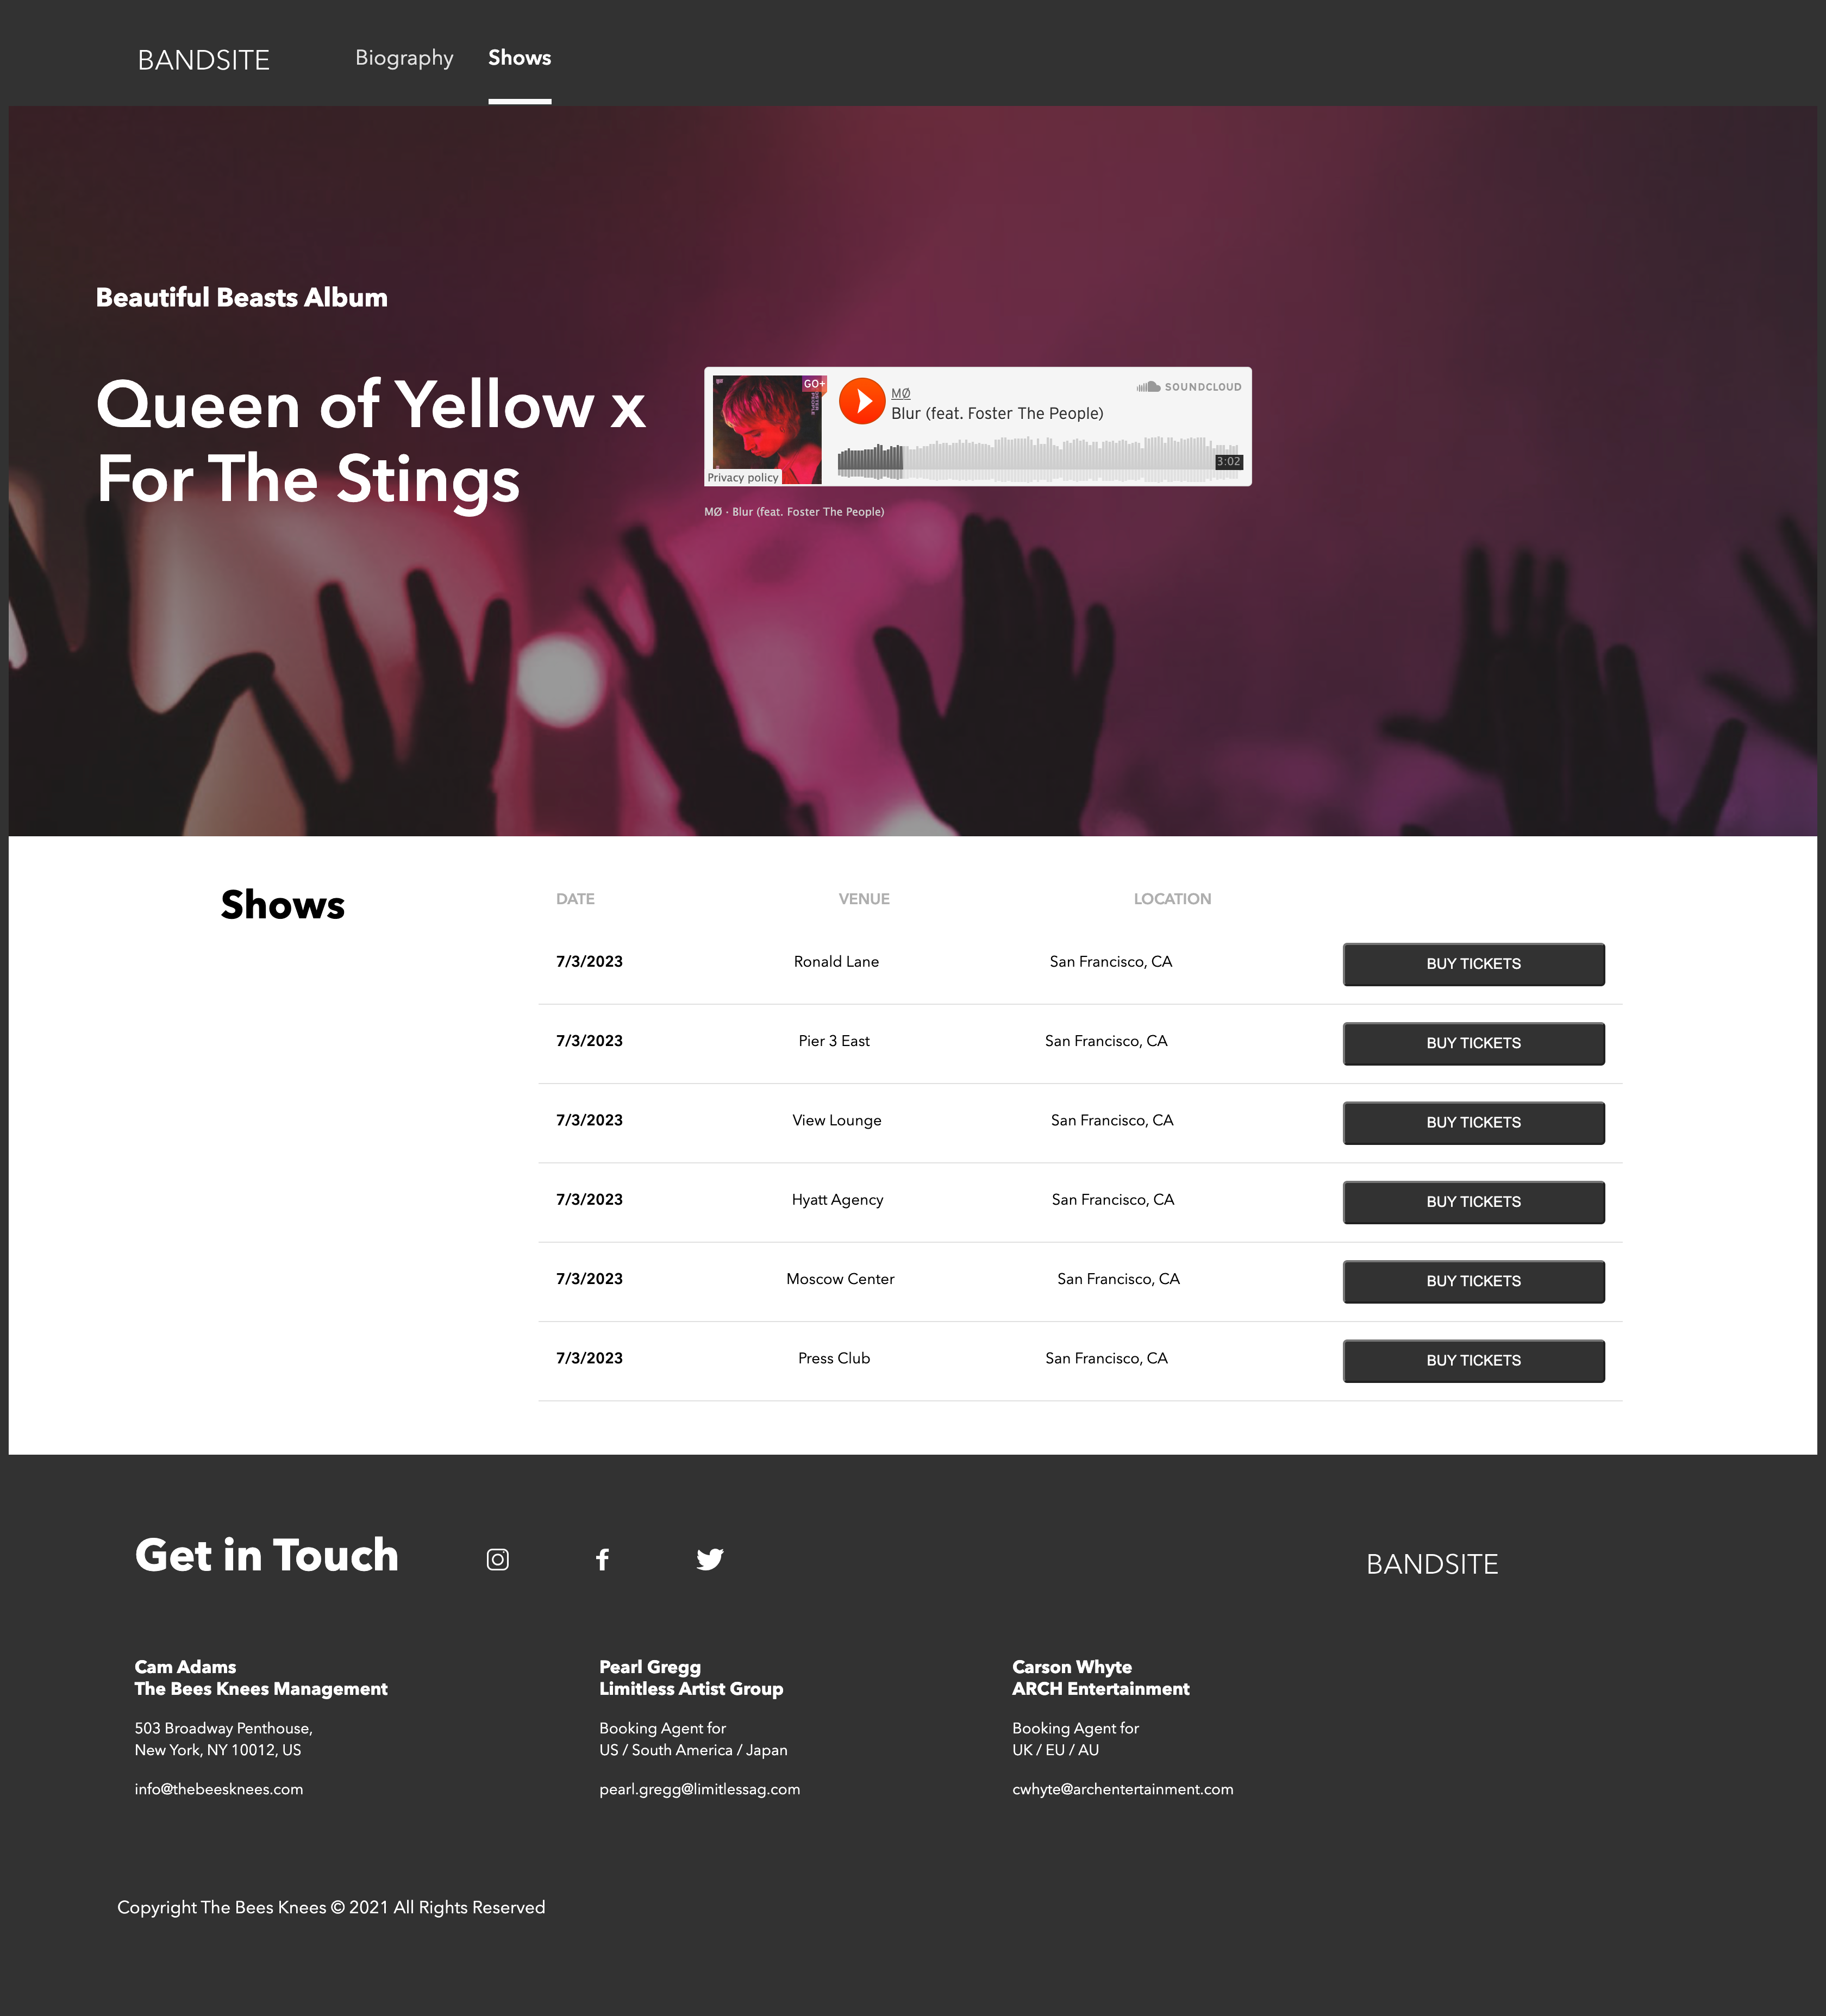 BANDSITE Biography Shows
Beautiful Beasts Album
Queen of Yellow x
For The Stings
GO+
MØ
SOUNDCLOUD
Blur (feat. Foster The People)
3:02
Privacy policy
MØ · Blur (feat. Foster The People)
Shows
DATE VENUE LOCATION
7/3/2023 Ronald Lane San Francisco, CA BUY TICKETS
7/3/2023 Pier 3 East San Francisco, CA BUY TICKETS
7/3/2023 View Lounge San Francisco, CA BUY TICKETS
7/3/2023 Hyatt Agency San Francisco, CA BUY TICKETS
7/3/2023 Moscow Center San Francisco, CA BUY TICKETS
7/3/2023 Press Club San Francisco, CA BUY TICKETS
Get in Touch
BANDSITE
Cam Adams
The Bees Knees Management
503 Broadway Penthouse,
New York, NY 10012, US
info@thebeesknees.com
Pearl Gregg
Limitless Artist Group
Booking Agent for
US / South America / Japan
pearl.gregg@limitlessag.com
Carson Whyte
ARCH Entertainment
Booking Agent for
UK / EU / AU
cwhyte@archentertainment.com
Copyright The Bees Knees © 2021 All Rights Reserved